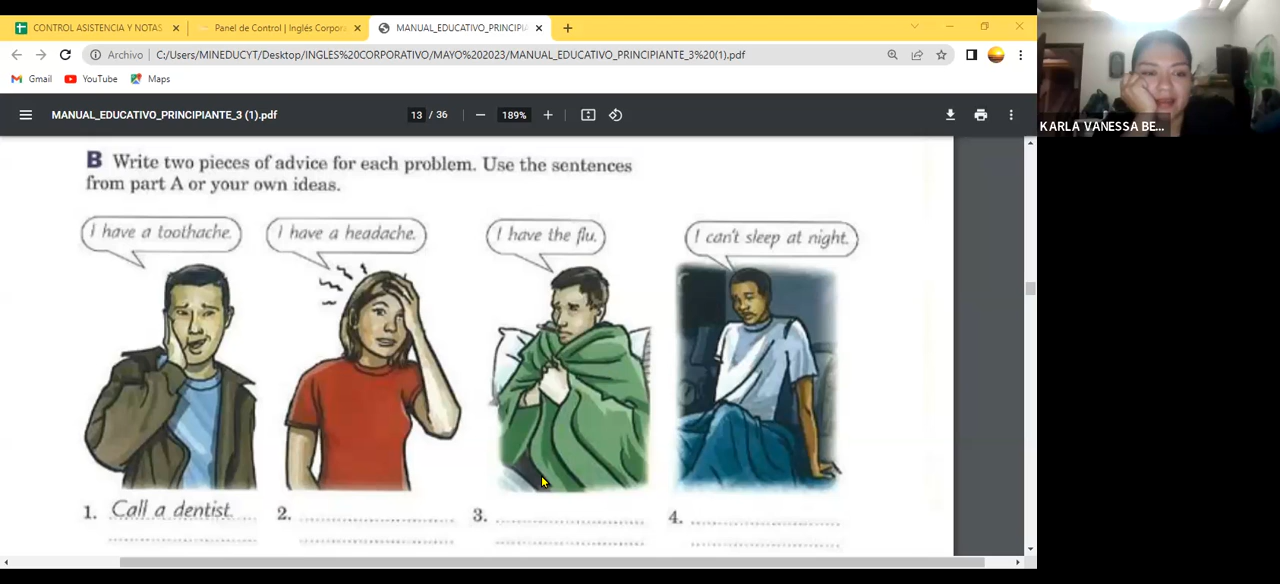 CONTROL ASISTENCIA Y NOTAS
Panel de Control | Inglés Corpora
MANUAL_EDUCATIVO_PRINCIPIA
Archivo
C:/Users/MINEDUCYT/Desktop/INGLES%20CORPORATIVO/MAYO%202023/MANUAL_EDUCATIVO_PRINCIPIANTE_3%20(1).pdf
Gmail
YouTube
Maps
MANUAL_EDUCATIVO_PRINCIPIANTE_3 (1).pdf
13 / 36
189%
KARLA VANESSA BE...
B Write two pieces of advice for each problem. Use the sentences
from part A or your own ideas.
I have a toothache.
I have a headache.
I have the flu.
I can't sleep at night.
1. Call a dentist.
2.
3.
4.